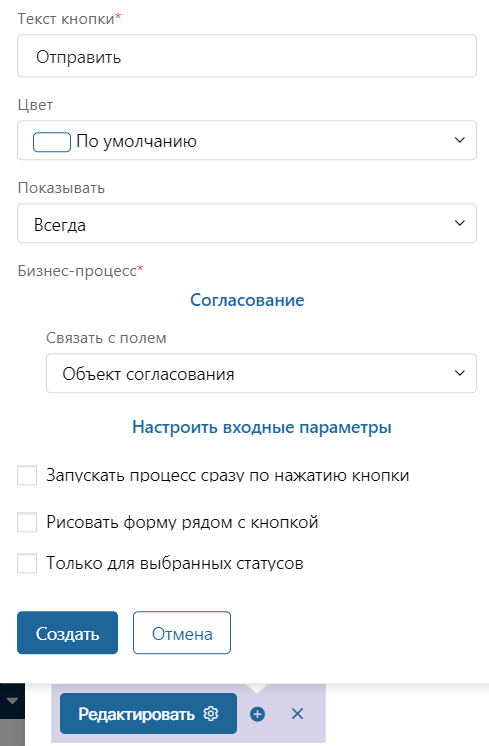 Текст кнопки*
Отправить
Цвет
По умолчанию
Показывать
Всегда
Бизнес-процесс*
Согласование
Связать с полем
Объект согласования
Настроить входные параметры
Запускать процесс сразу по нажатию кнопки
Рисовать форму рядом с кнопкой
Только для выбранных статусов
Создать Отмена
Редактировать